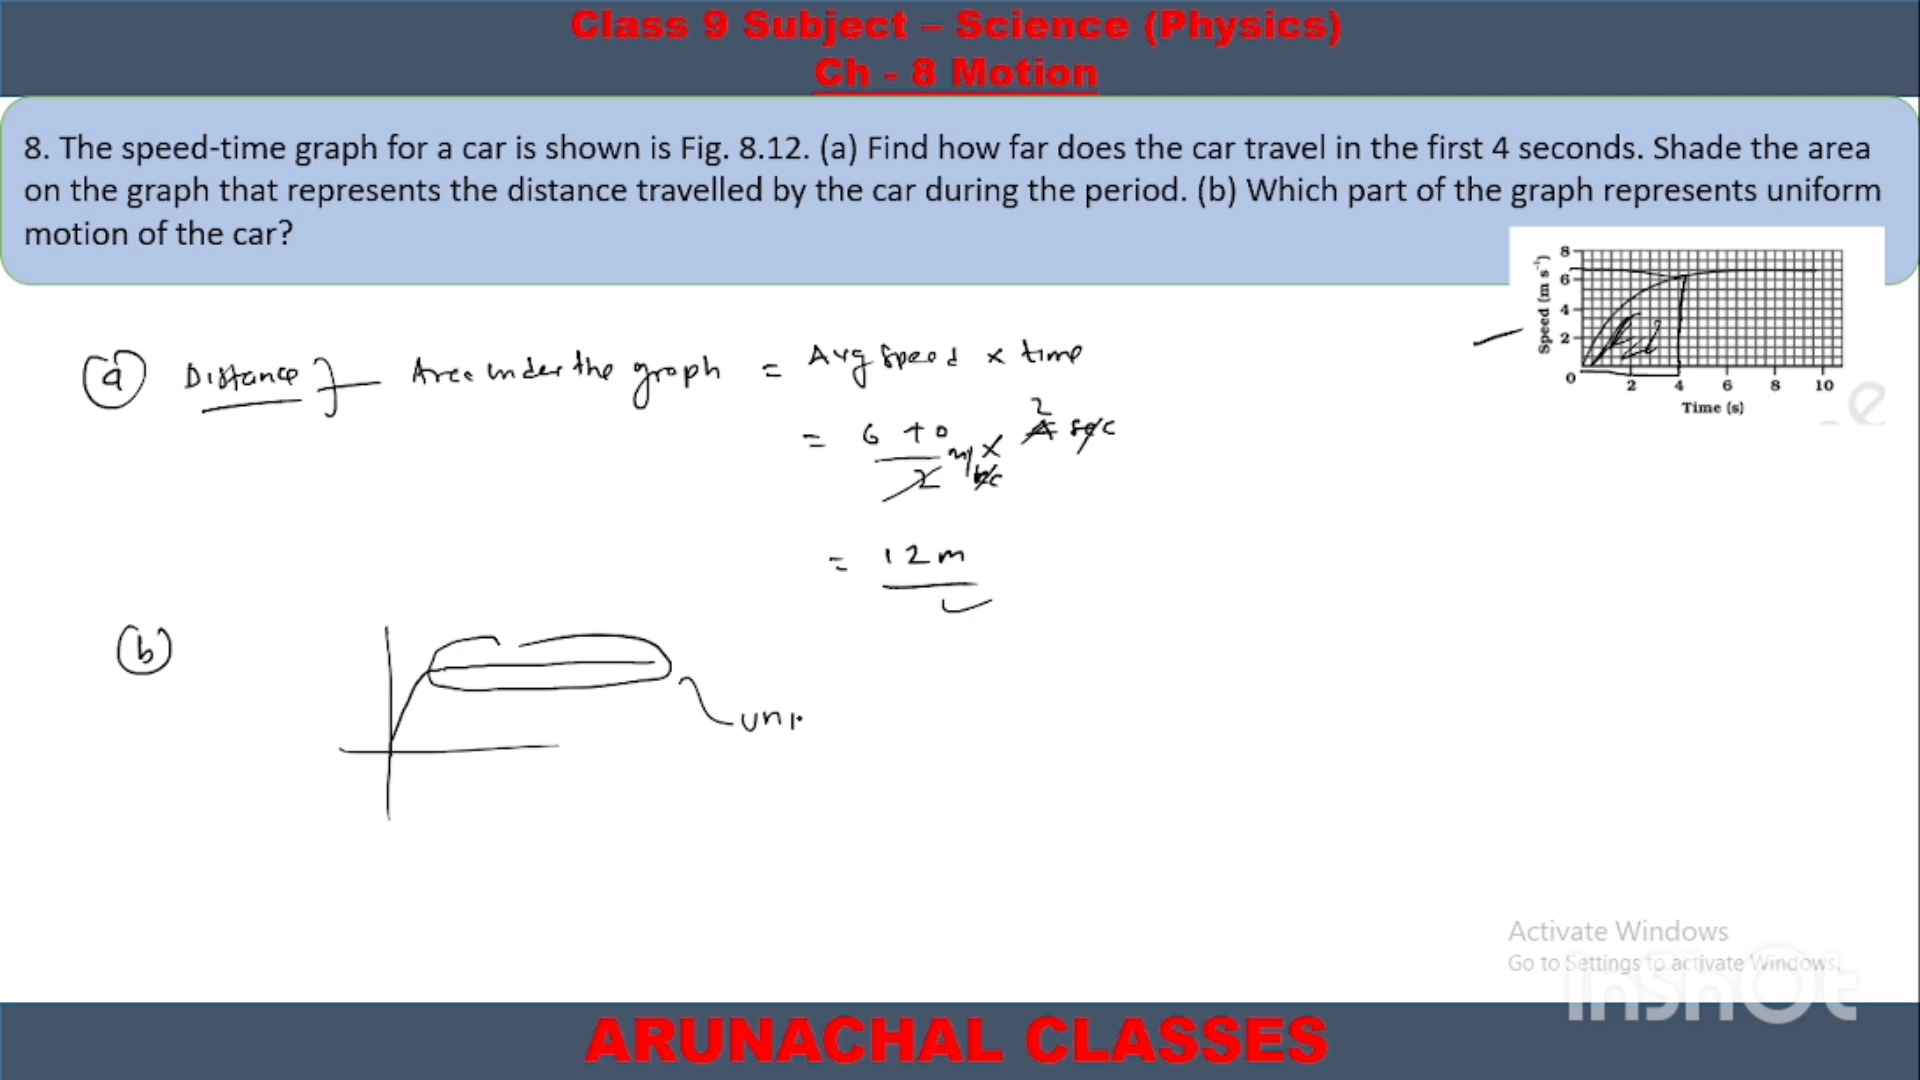 Class 9 Subject – Science (Physics)
Ch - 8 Motion
8. The speed-time graph for a car is shown is Fig. 8.12. (a) Find how far does the car travel in the first 4 seconds. Shade the area
on the graph that represents the distance travelled by the car during the period. (b) Which part of the graph represents uniform
motion of the car?
Speed (m s⁻¹)
8
6
4
2
0
2 4 6 8 10
Time (s)
(a) Distance } Area under the graph = Avg speed × time
= 6 + 0 / 2 m/sec × 4 sec
2
= 12 m
(b)
uni
Activate Windows
Go to Settings to activate Windows.
InShOt
ARUNACHAL CLASSES